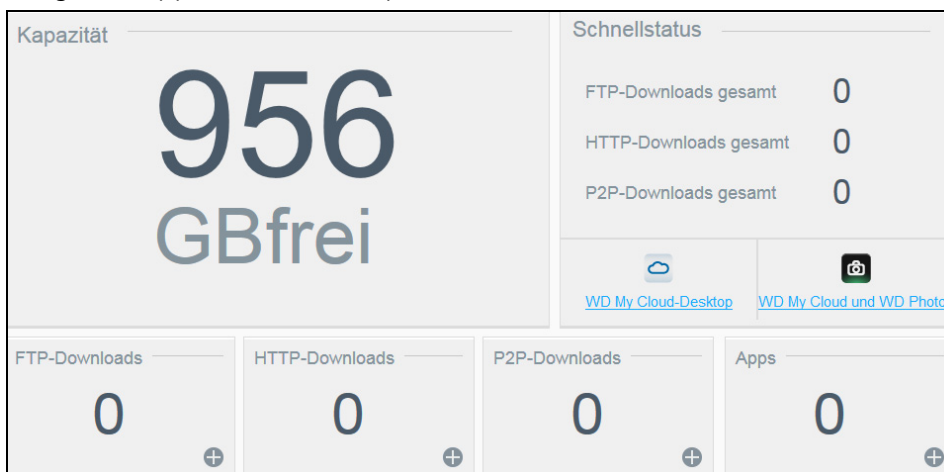 Kapazität
956
GBfrei
Schnellstatus
FTP-Downloads gesamt 0
HTTP-Downloads gesamt 0
P2P-Downloads gesamt 0
WD My Cloud-Desktop
WD My Cloud und WD Photo
FTP-Downloads
0
HTTP-Downloads
0
P2P-Downloads
0
Apps
0